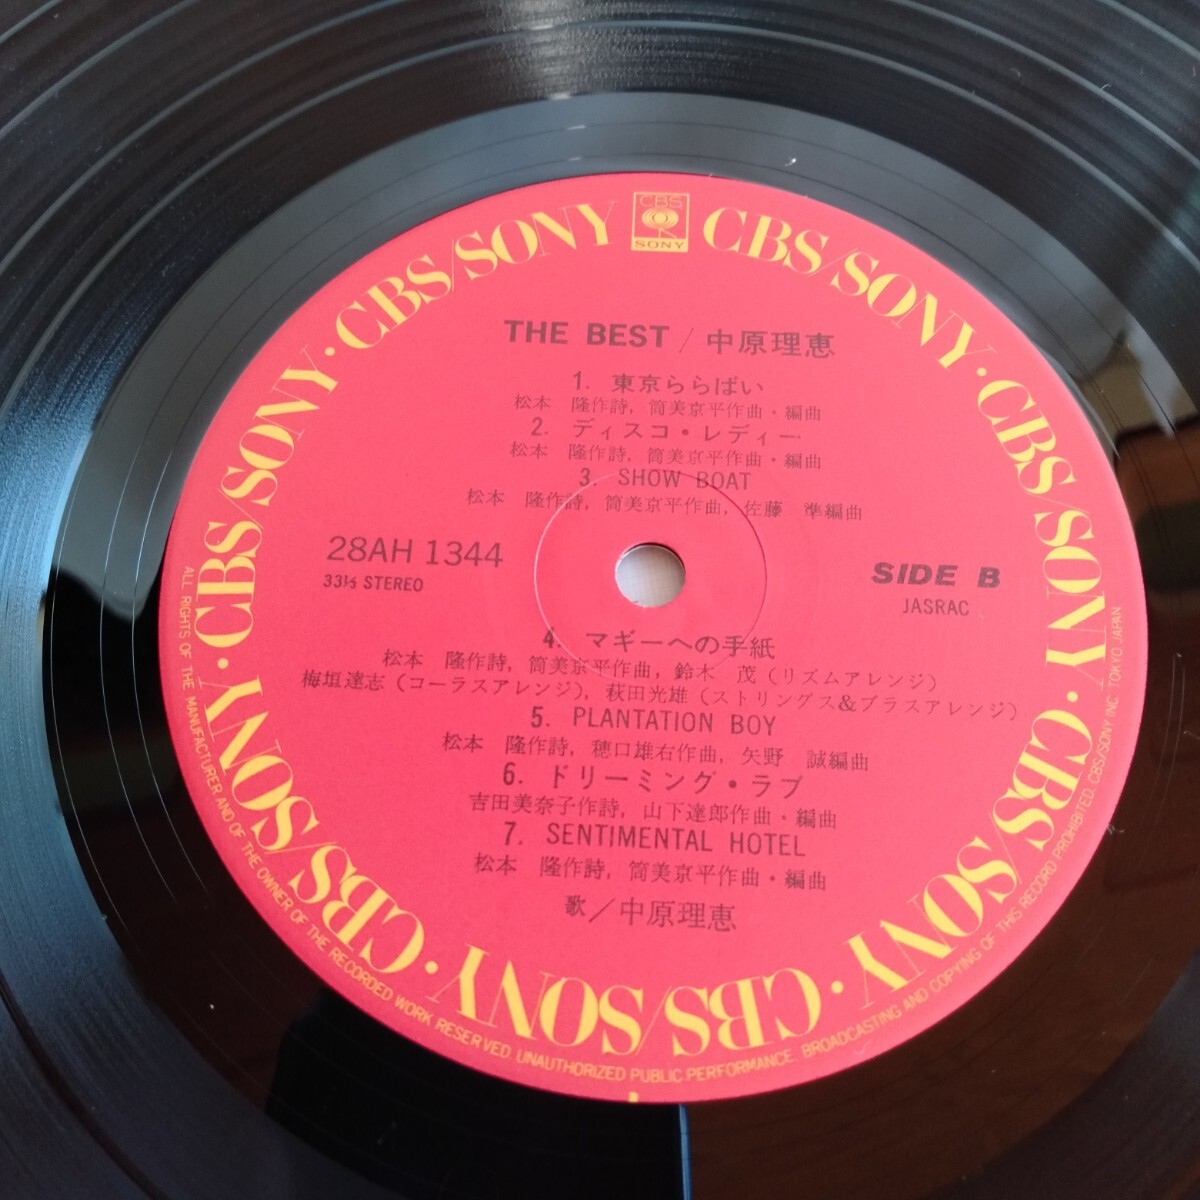 CBS
SONY
CBS/SONY · CBS/SONY · CBS/SONY · CBS/SONY · CBS/SONY · CBS/SONY · CBS/SONY · CBS/SONY
THE BEST / 中原理恵
1. 東京ららばい
松本 隆作詩, 筒美京平作曲・編曲
2. ディスコ・レディー
松本 隆作詩, 筒美京平作曲・編曲
3. SHOW BOAT
松本 隆作詩, 筒美京平作曲, 佐藤 準編曲
28AH 1344
33⅓ STEREO
SIDE B
JASRAC
4. マギーへの手紙
松本 隆作詩, 筒美京平作曲, 鈴木 茂(リズムアレンジ)
梅垣達志(コーラスアレンジ), 萩田光雄(ストリングス&ブラスアレンジ)
5. PLANTATION BOY
松本 隆作詩, 穂口雄右作曲, 矢野 誠編曲
6. ドリーミング・ラブ
吉田美奈子作詩, 山下達郎作曲・編曲
7. SENTIMENTAL HOTEL
松本 隆作詩, 筒美京平作曲・編曲
歌/中原理恵
ALL RIGHTS OF THE MANUFACTURER AND OF THE OWNER OF THE RECORDED WORK RESERVED. UNAUTHORIZED PUBLIC PERFORMANCE. BROADCASTING AND COPYING OF THIS RECORD PROHIBITED. CBS/SONY INC. TOKYO JAPAN